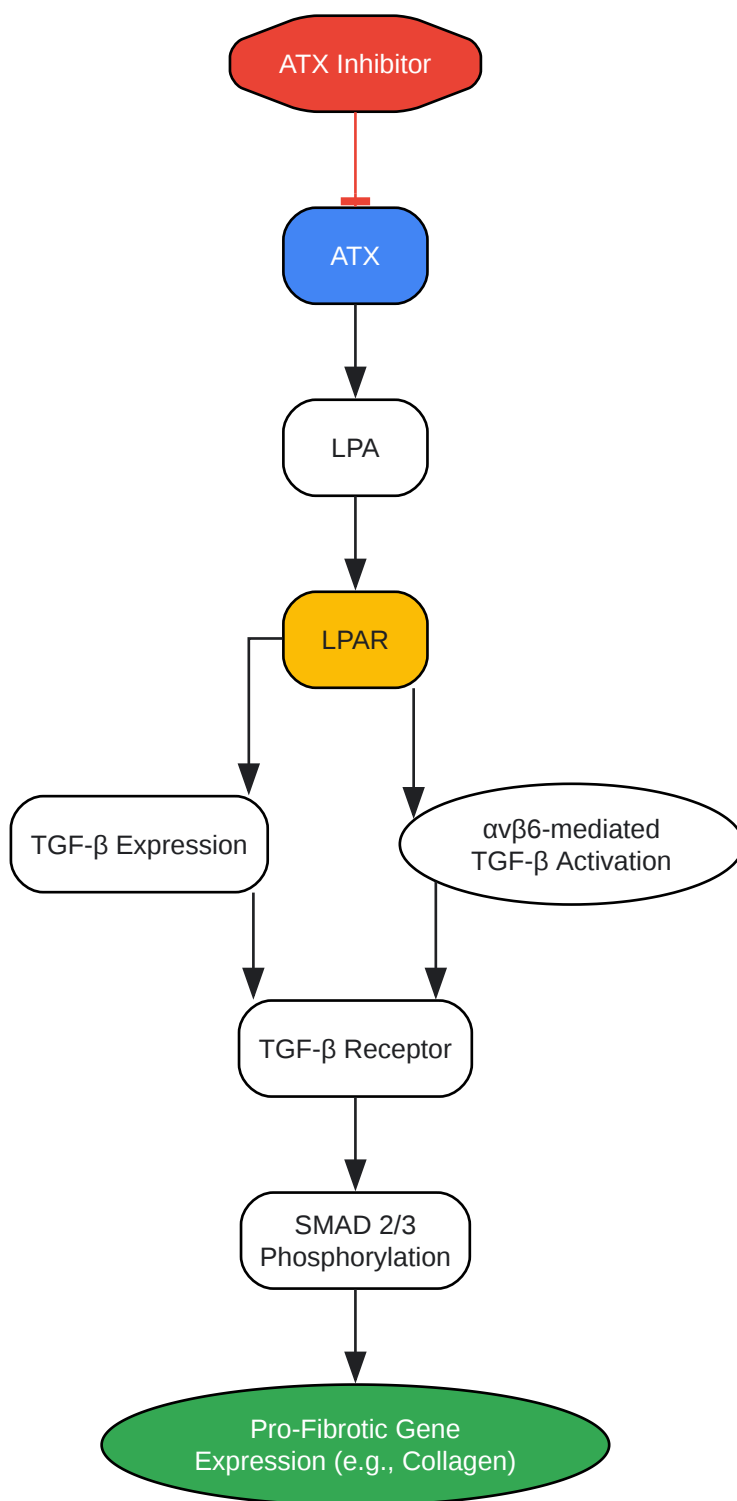 ATX Inhibitor
ATX
LPA
LPAR
TGF-β Expression
αvβ6-mediated
TGF-β Activation
TGF-β Receptor
SMAD 2/3
Phosphorylation
Pro-Fibrotic Gene
Expression (e.g., Collagen)